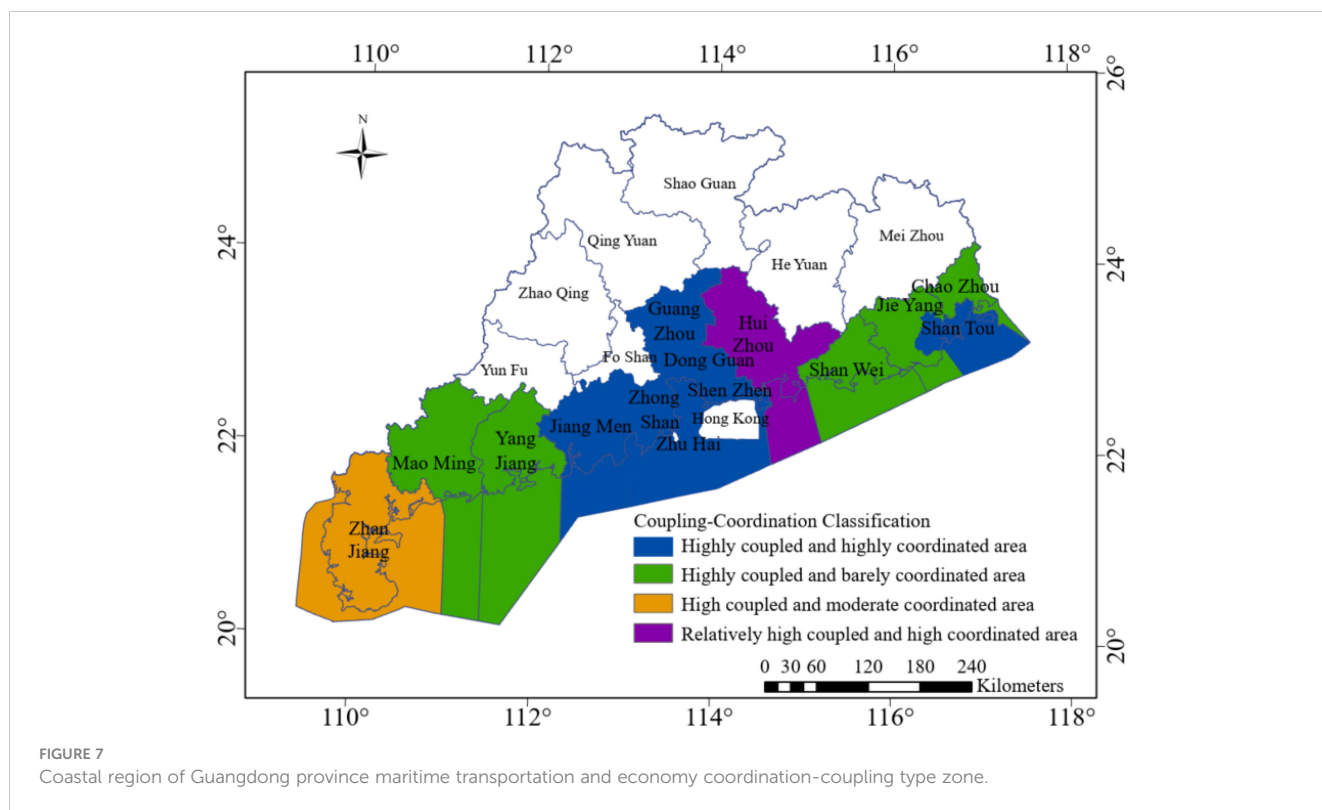 110°
112°
114°
116°
118°
26°
N
Shao Guan
24°
Qing Yuan
Mei Zhou
24°
He Yuan
Zhao Qing
Chao Zhou
Jie Yang
Guang
Zhou
Hui
Zhou
Shan Tou
Fo Shan
Dong Guan
Yun Fu
Shan Wei
Shen Zhen
Zhong
Shan
Hong Kong
Jiang Men
22°
Yang
Jiang
Zhu Hai
22°
Mao Ming
Zhan
Jiang
Coupling-Coordination Classification
Highly coupled and highly coordinated area
Highly coupled and barely coordinated area
High coupled and moderate coordinated area
Relatively high coupled and high coordinated area
20°
20°
0 30 60 120 180 240
Kilometers
110°
112°
114°
116°
118°
FIGURE 7
Coastal region of Guangdong province maritime transportation and economy coordination-coupling type zone.